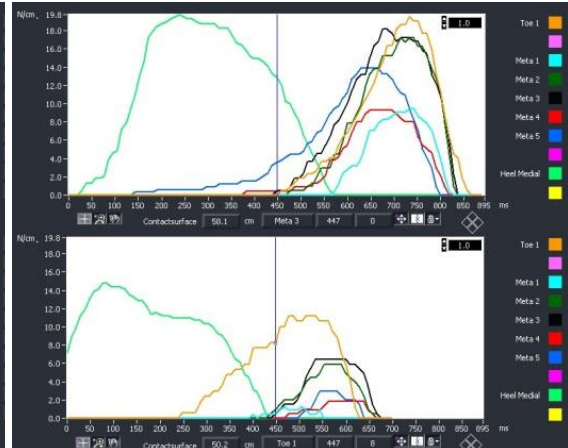 N/cm² 19.8
18.0
16.0
14.0
12.0
10.0
8.0
6.0
4.0
2.0
0.0
0 50 100 150 200 250 300 350 400 450 500 550 600 650 700 750 800 850 895 ms
1.0
Toe 1
Meta 1
Meta 2
Meta 3
Meta 4
Meta 5
Heel Medial
Contactsurface 58.1 cm Meta 3 447 0
N/cm² 19.8
18.0
16.0
14.0
12.0
10.0
8.0
6.0
4.0
2.0
0.0
0 50 100 150 200 250 300 350 400 450 500 550 600 650 700 750 800 850 895 ms
1.0
Toe 1
Meta 1
Meta 2
Meta 3
Meta 4
Meta 5
Heel Medial
Contactsurface 50.2 cm Toe 1 447 8